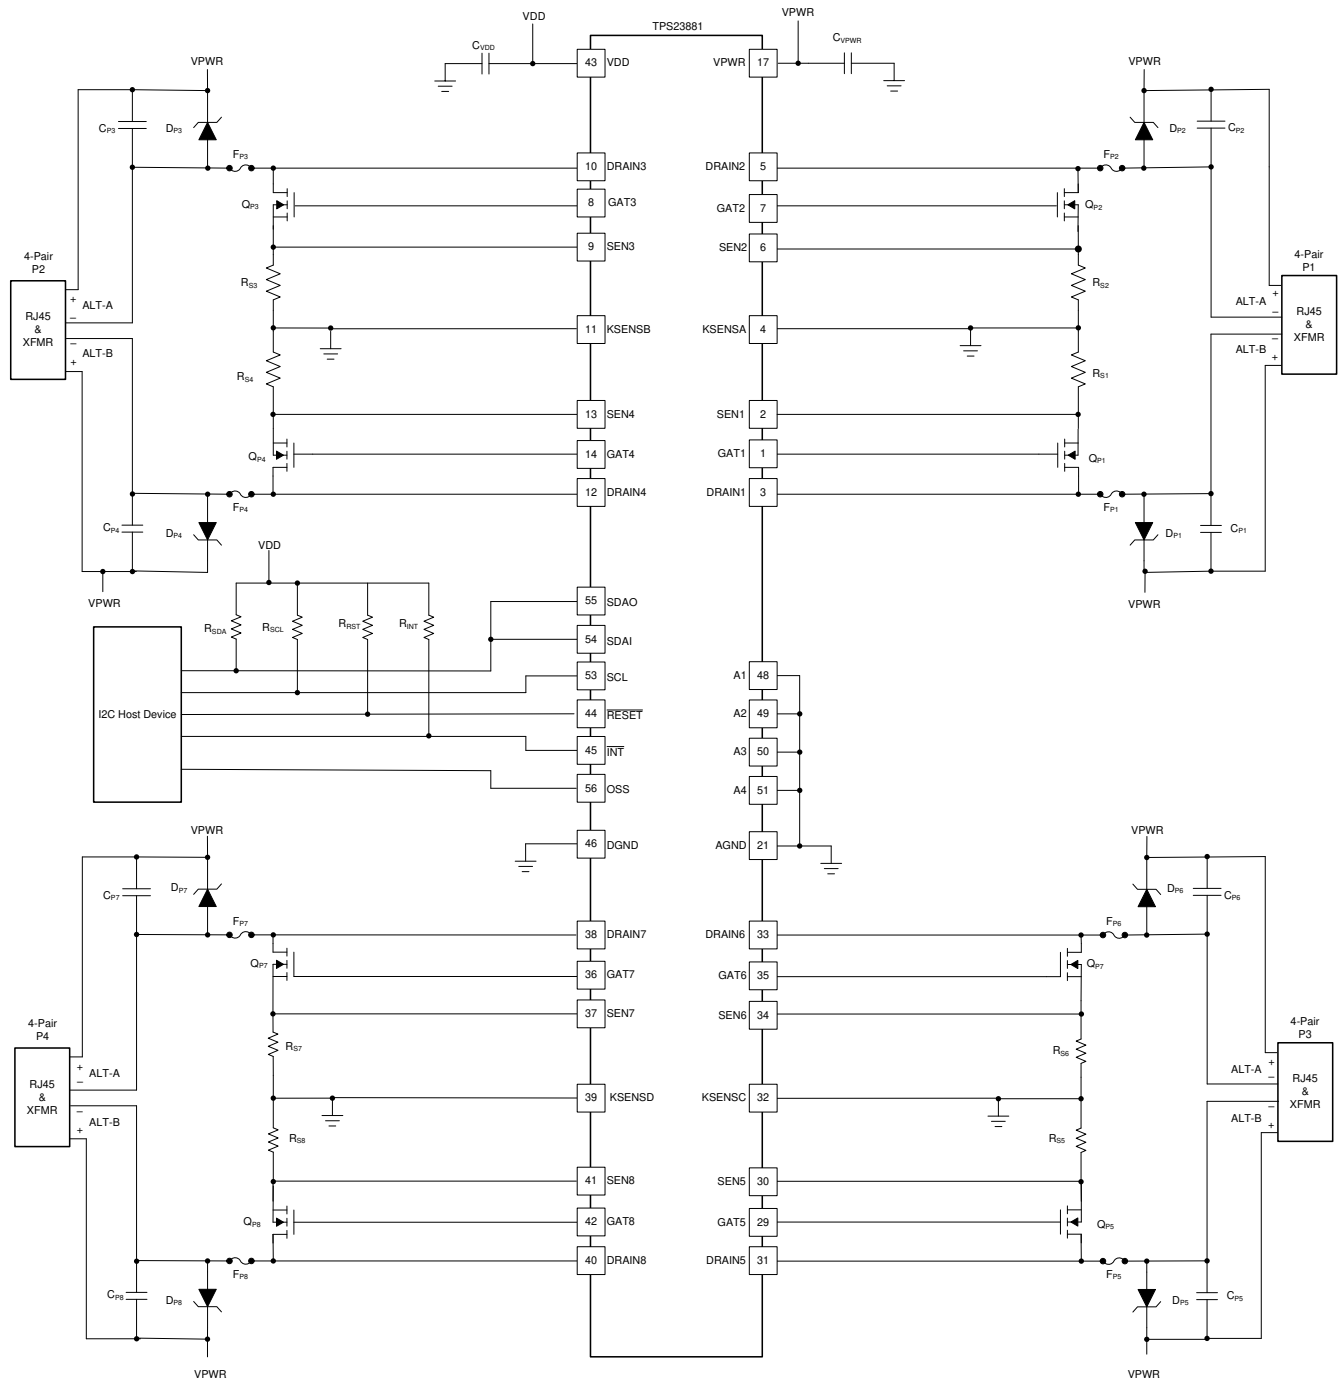 TPS23881
VDD
VPWR
CVDD
CVPWR
43 VDD
VPWR 17
VPWR
CP3
DP3
FP3
10 DRAIN3
QP3
8 GAT3
9 SEN3
RS3
4-Pair
P2
RJ45
&
XFMR
+
ALT-A
−
−
ALT-B
+
11 KSENSB
RS4
13 SEN4
QP4
14 GAT4
12 DRAIN4
FP4
CP4
DP4
VPWR
VPWR
DP2
CP2
FP2
DRAIN2 5
QP2
GAT2 7
SEN2 6
RS2
4-Pair
P1
RJ45
&
XFMR
+
ALT-A
−
−
ALT-B
+
KSENSA 4
RS1
SEN1 2
GAT1 1
QP1
DRAIN1 3
FP1
DP1
CP1
VPWR
VDD
RSDA
RSCL
RRST
RINT
I2C Host Device
55 SDAO
54 SDAI
53 SCL
44 RESET
45 INT
56 OSS
46 DGND
A1 48
A2 49
A3 50
A4 51
AGND 21
VPWR
CP7
DP7
FP7
38 DRAIN7
QP7
36 GAT7
37 SEN7
RS7
4-Pair
P4
RJ45
&
XFMR
+
ALT-A
−
−
ALT-B
+
39 KSENSD
RS8
41 SEN8
QP8
42 GAT8
40 DRAIN8
FP8
CP8
DP8
VPWR
VPWR
DP6
CP6
FP6
DRAIN6 33
QP7
GAT6 35
SEN6 34
RS6
4-Pair
P3
RJ45
&
XFMR
+
ALT-A
−
−
ALT-B
+
KSENSC 32
RS5
SEN5 30
GAT5 29
QP5
DRAIN5 31
FP5
DP5
CP5
VPWR